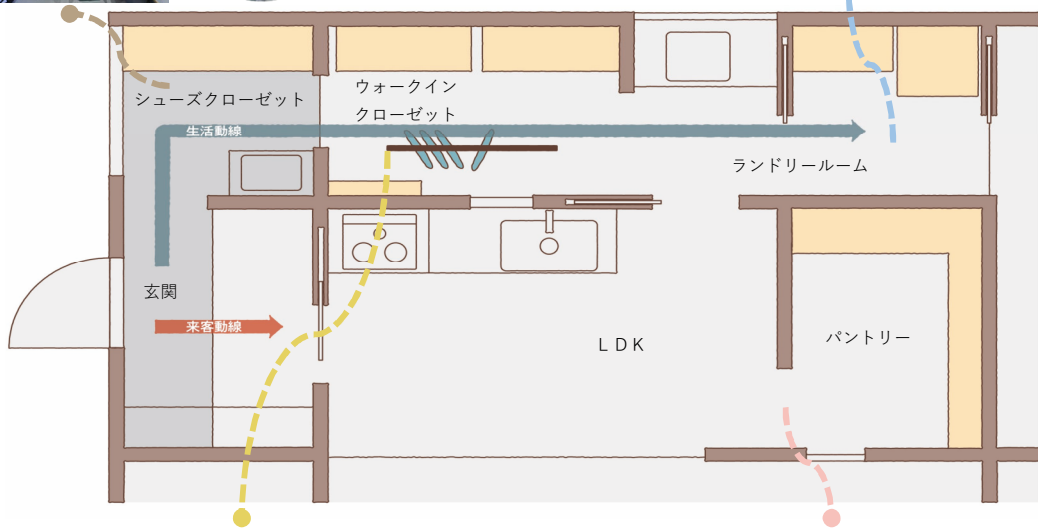 シューズクローゼット
ウォークイン
クローゼット
生活動線
ランドリールーム
玄関
来客動線
ＬＤＫ
パントリー